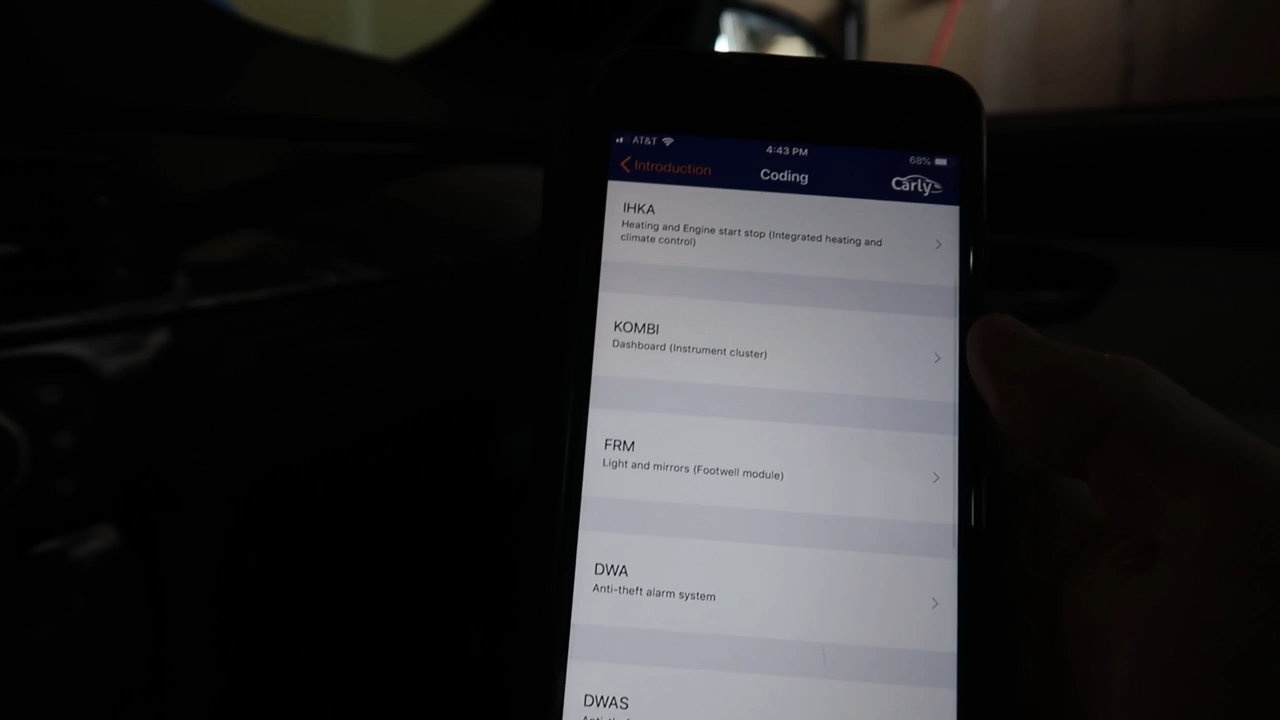 AT&T
4:43 PM
68%
Introduction
Coding
Carly
IHKA
Heating and Engine start stop (Integrated heating and
climate control)
KOMBI
Dashboard (Instrument cluster)
FRM
Light and mirrors (Footwell module)
DWA
Anti-theft alarm system
DWAS